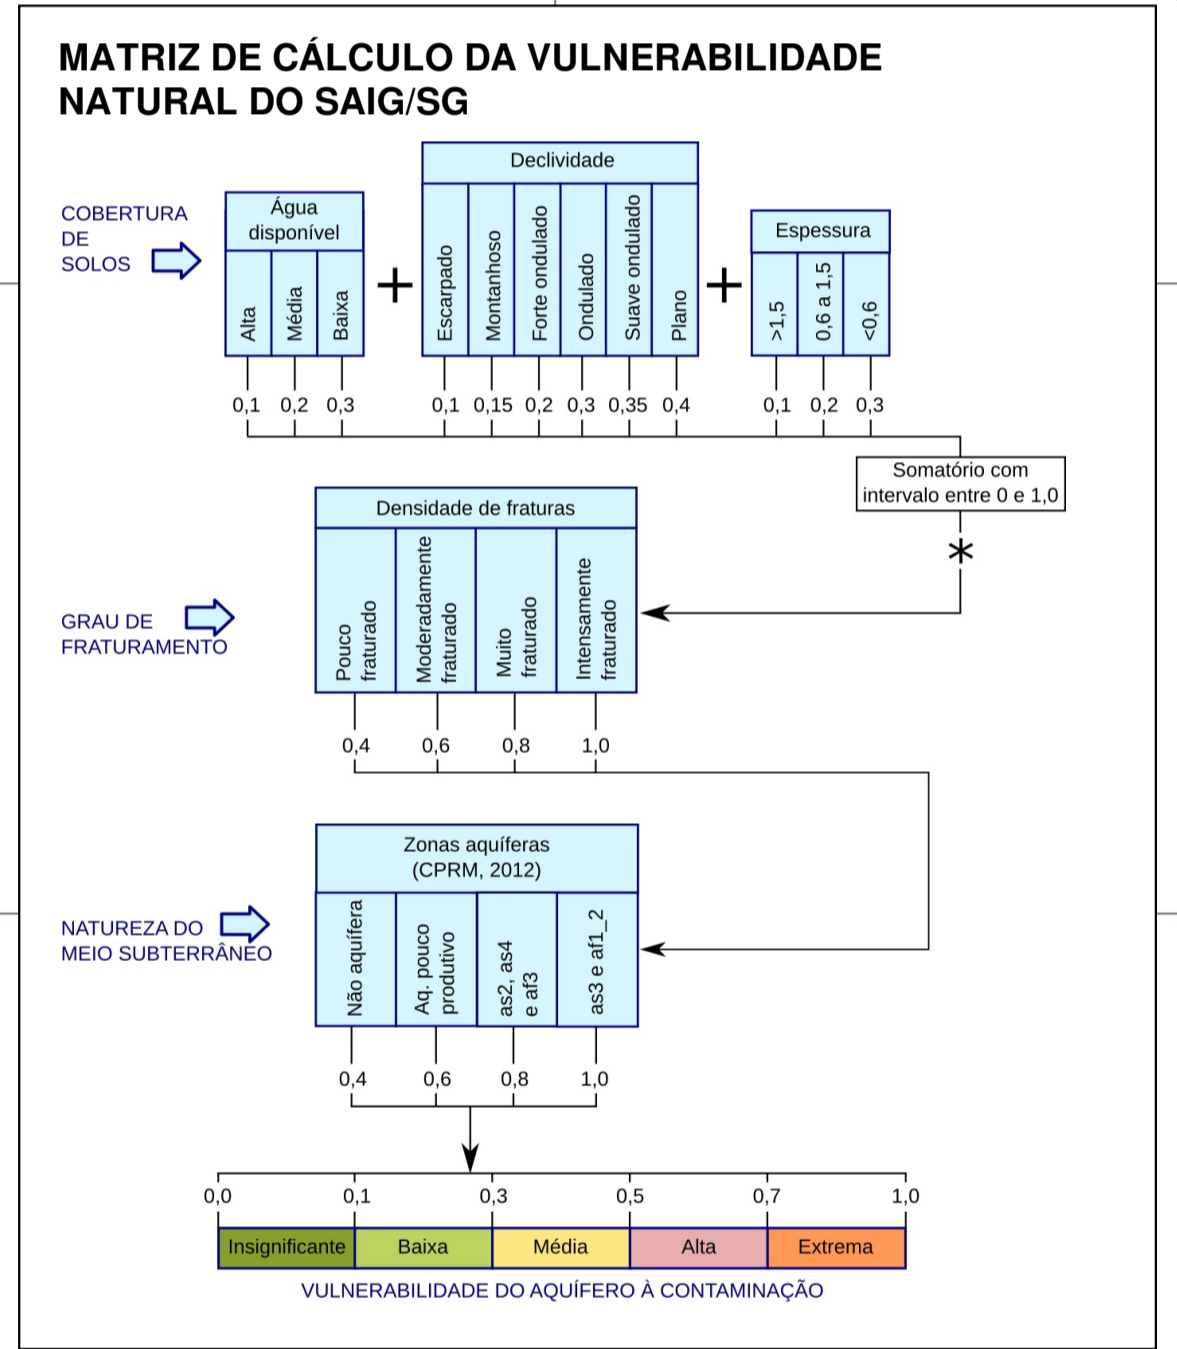 MATRIZ DE CÁLCULO DA VULNERABILIDADE
NATURAL DO SAIG/SG
COBERTURA
DE
SOLOS
Água
disponível
Alta
Média
Baixa
+
Declividade
Escarpado
Montanhoso
Forte ondulado
Ondulado
Suave ondulado
Plano
+
Espessura
>1,5
0,6 a 1,5
<0,6
0,1 0,2 0,3 0,1 0,15 0,2 0,3 0,35 0,4 0,1 0,2 0,3
Somatório com
intervalo entre 0 e 1,0
*
GRAU DE
FRATURAMENTO
Densidade de fraturas
Pouco
fraturado
Moderadamente
fraturado
Muito
fraturado
Intensamente
fraturado
0,4 0,6 0,8 1,0
NATUREZA DO
MEIO SUBTERRÂNEO
Zonas aquíferas
(CPRM, 2012)
Não aquífera
Aq. pouco
produtivo
as2, as4
e af3
as3 e af1_2
0,4 0,6 0,8 1,0
0,0 0,1 0,3 0,5 0,7 1,0
Insignificante Baixa Média Alta Extrema
VULNERABILIDADE DO AQUÍFERO À CONTAMINAÇÃO